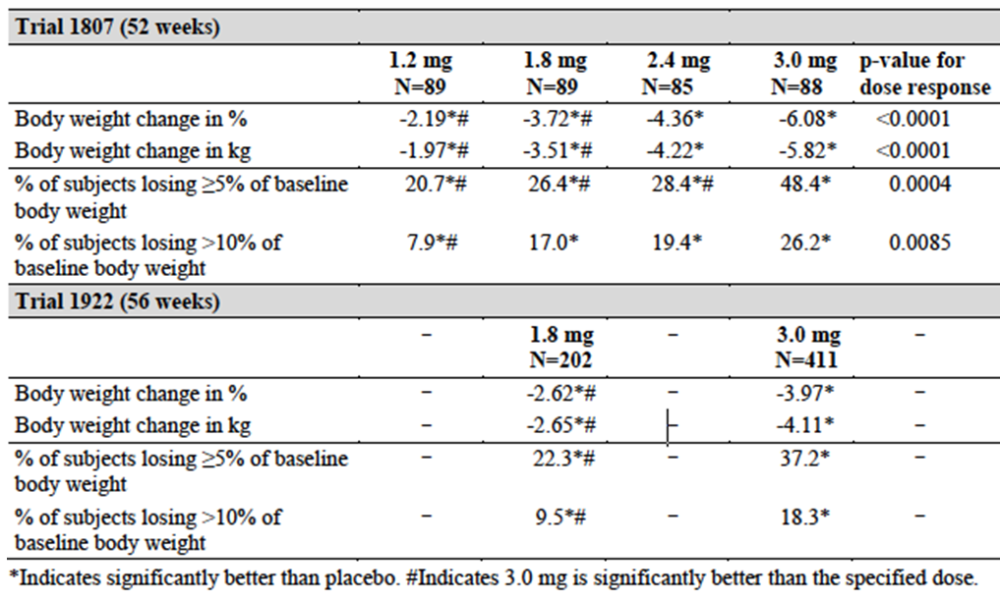 Trial 1807 (52 weeks)
1.2 mg 1.8 mg 2.4 mg 3.0 mg p-value for
N=89 N=89 N=85 N=88 dose response
Body weight change in % -2.19*# -3.72*# -4.36* -6.08* <0.0001
Body weight change in kg -1.97*# -3.51*# -4.22* -5.82* <0.0001
% of subjects losing ≥5% of baseline 20.7*# 26.4*# 28.4*# 48.4* 0.0004
body weight
% of subjects losing >10% of 7.9*# 17.0* 19.4* 26.2* 0.0085
baseline body weight
Trial 1922 (56 weeks)
– 1.8 mg – 3.0 mg –
N=202 N=411
Body weight change in % – -2.62*# – -3.97* –
Body weight change in kg – -2.65*# – -4.11* –
% of subjects losing ≥5% of baseline – 22.3*# – 37.2* –
body weight
% of subjects losing >10% of – 9.5*# – 18.3* –
baseline body weight
*Indicates significantly better than placebo. #Indicates 3.0 mg is significantly better than the specified dose.